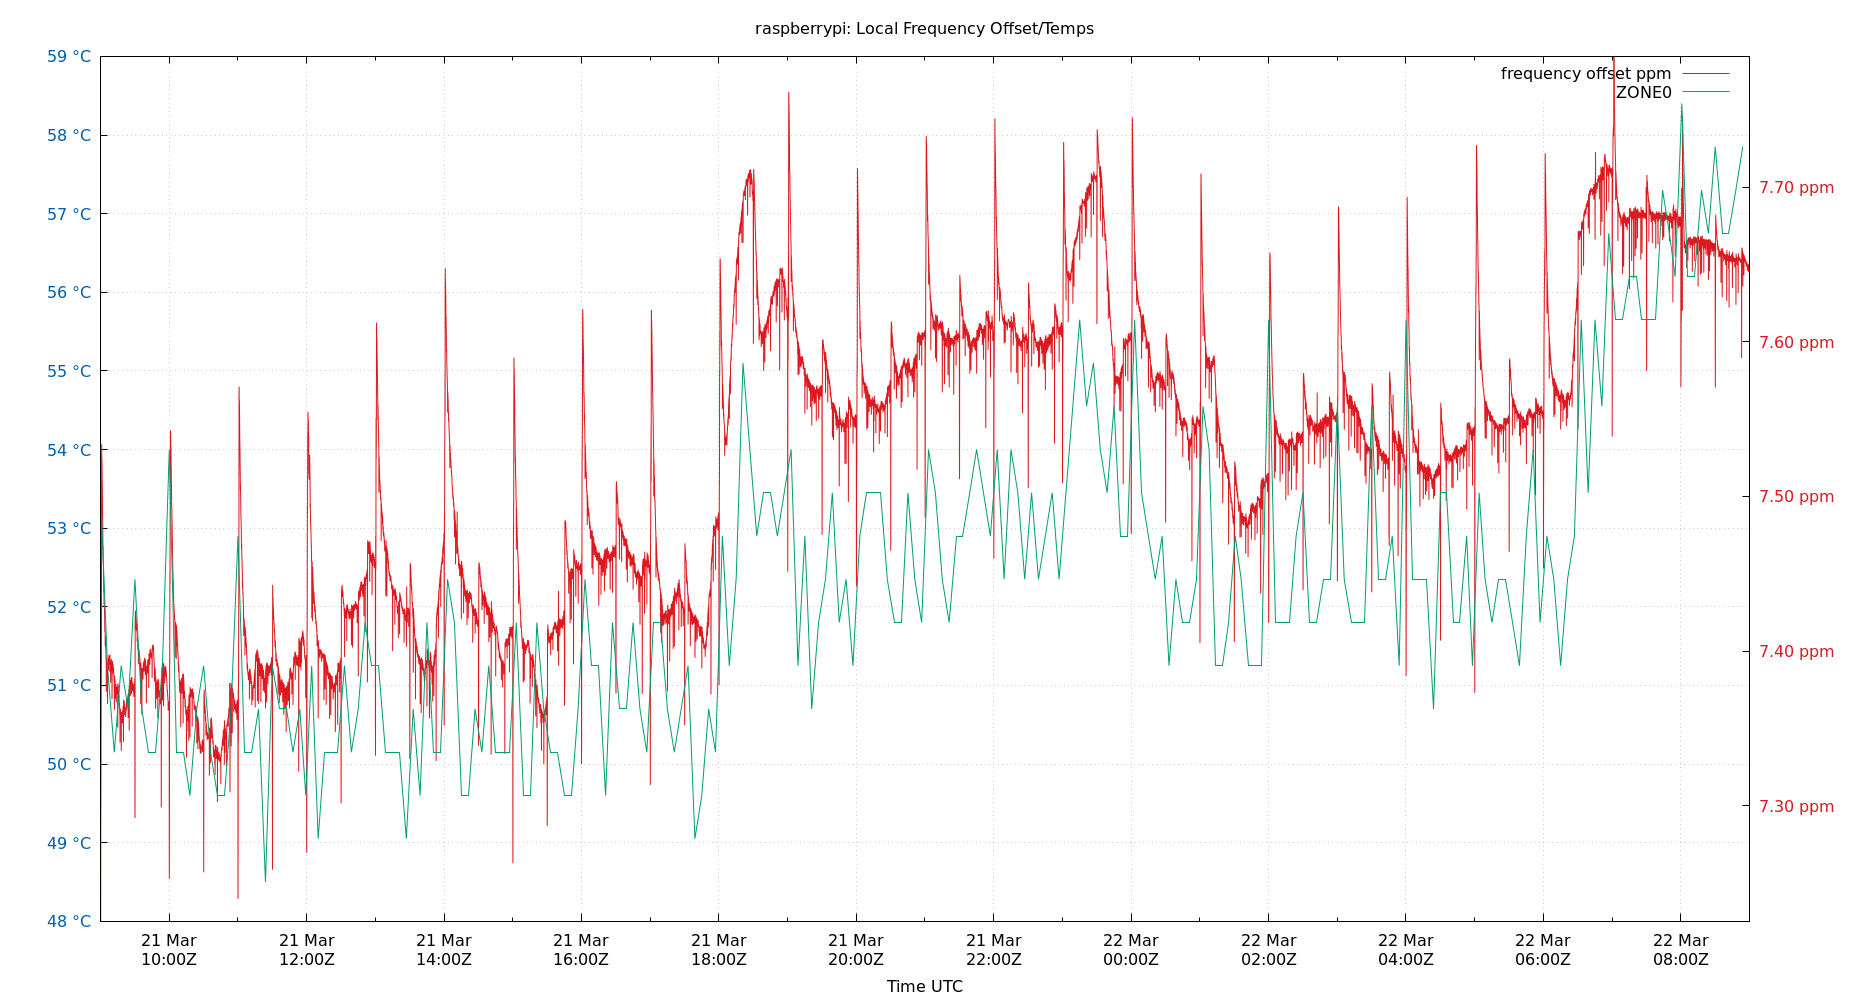 raspberrypi: Local Frequency Offset/Temps
59 °C
58 °C
57 °C
56 °C
55 °C
54 °C
53 °C
52 °C
51 °C
50 °C
49 °C
48 °C
frequency offset ppm
ZONE0
7.70 ppm
7.60 ppm
7.50 ppm
7.40 ppm
7.30 ppm
21 Mar 21 Mar 21 Mar 21 Mar 21 Mar 21 Mar 21 Mar 22 Mar 22 Mar 22 Mar 22 Mar 22 Mar
10:00Z 12:00Z 14:00Z 16:00Z 18:00Z 20:00Z 22:00Z 00:00Z 02:00Z 04:00Z 06:00Z 08:00Z
Time UTC